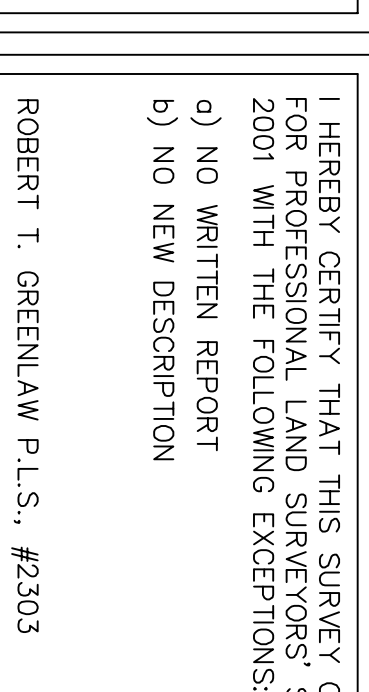 I HEREBY CERTIFY THAT THIS SURVEY
FOR PROFESSIONAL LAND SURVEYORS'
2001 WITH THE FOLLOWING EXCEPTIONS:
a) NO WRITTEN REPORT
b) NO NEW DESCRIPTION
ROBERT T. GREENLAW P.L.S., #2303